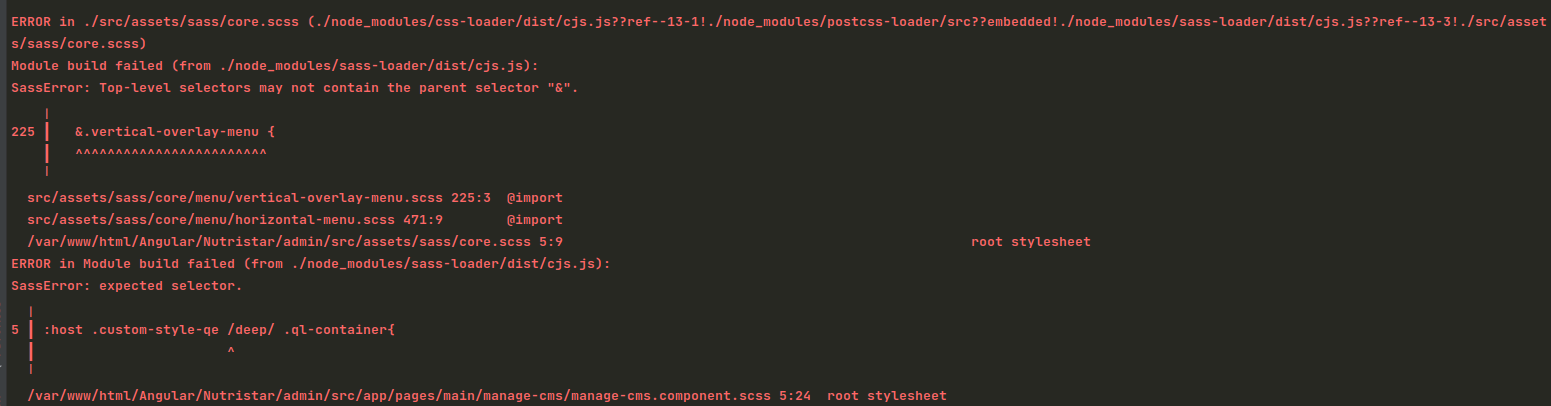 ERROR in ./src/assets/sass/core.scss (./node_modules/css-loader/dist/cjs.js??ref--13-1!./node_modules/postcss-loader/src??embedded!./node_modules/sass-loader/dist/cjs.js??ref--13-3!./src/asset
s/sass/core.scss)
Module build failed (from ./node_modules/sass-loader/dist/cjs.js):
SassError: Top-level selectors may not contain the parent selector "&".
|
225 |   &.vertical-overlay-menu {
|   ^^^^^^^^^^^^^^^^^^^^^^^^
|
src/assets/sass/core/menu/vertical-overlay-menu.scss 225:3  @import
src/assets/sass/core/menu/horizontal-menu.scss 471:9        @import
/var/www/html/Angular/Nutristar/admin/src/assets/sass/core.scss 5:9                                                   root stylesheet
ERROR in Module build failed (from ./node_modules/sass-loader/dist/cjs.js):
SassError: expected selector.
|
5 | :host .custom-style-qe /deep/ .ql-container{
|                        ^
|
/var/www/html/Angular/Nutristar/admin/src/app/pages/main/manage-cms/manage-cms.component.scss 5:24  root stylesheet